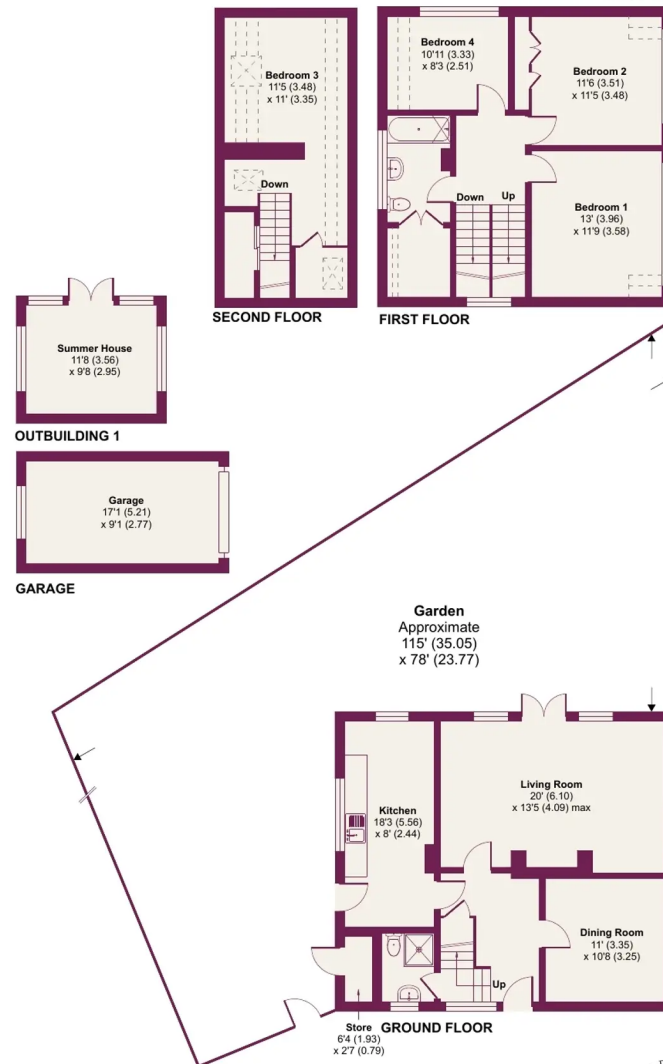 Bedroom 3
11'5 (3.48)
x 11' (3.35)
Down
SECOND FLOOR
Bedroom 4
10'11 (3.33)
x 8'3 (2.51)
Bedroom 2
11'6 (3.51)
x 11'5 (3.48)
Down
Up
Bedroom 1
13' (3.96)
x 11'9 (3.58)
FIRST FLOOR
Summer House
11'8 (3.56)
x 9'8 (2.95)
OUTBUILDING 1
Garage
17'1 (5.21)
x 9'1 (2.77)
GARAGE
Garden
Approximate
115' (35.05)
x 78' (23.77)
Kitchen
18'3 (5.56)
x 8' (2.44)
Living Room
20' (6.10)
x 13'5 (4.09) max
Dining Room
11' (3.35)
x 10'8 (3.25)
Up
Store
6'4 (1.93)
x 2'7 (0.79)
GROUND FLOOR